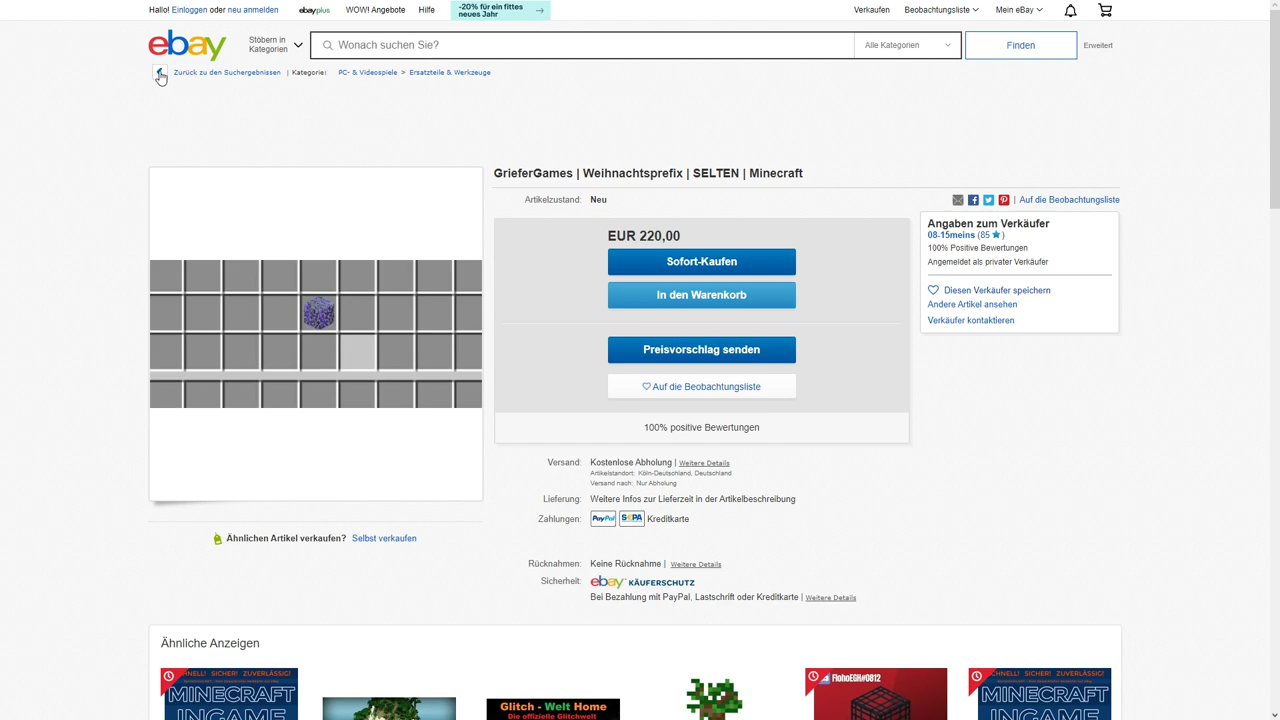 Hallo! Einloggen oder neu anmelden
ebayplus
WOW! Angebote
Hilfe
-20% für ein fittes
neues Jahr
Verkaufen
Beobachtungsliste
Mein eBay
ebay
Stöbern in
Kategorien
Wonach suchen Sie?
Alle Kategorien
Finden
Erweitert
Zurück zu den Suchergebnissen | Kategorie: PC- & Videospiele > Ersatzteile & Werkzeuge
GrieferGames | Weihnachtsprefix | SELTEN | Minecraft
Artikelzustand: Neu
| Auf die Beobachtungsliste
EUR 220,00
Sofort-Kaufen
In den Warenkorb
Preisvorschlag senden
Auf die Beobachtungsliste
100% positive Bewertungen
Angaben zum Verkäufer
08-15meins (85 )
100% Positive Bewertungen
Angemeldet als privater Verkäufer
Diesen Verkäufer speichern
Andere Artikel ansehen
Verkäufer kontaktieren
Versand: Kostenlose Abholung | Weitere Details
Artikelstandort: Köln-Deutschland, Deutschland
Versand nach: Nur Abholung
Lieferung: Weitere Infos zur Lieferzeit in der Artikelbeschreibung
Zahlungen: PayPal SEPA Kreditkarte
Rücknahmen: Keine Rücknahme | Weitere Details
Sicherheit: ebay KÄUFERSCHUTZ
Bei Bezahlung mit PayPal, Lastschrift oder Kreditkarte | Weitere Details
Ähnlichen Artikel verkaufen? Selbst verkaufen
Ähnliche Anzeigen
SCHNELL! SICHER! ZUVERLÄSSIG!
MINECRAFT
INGAME
Glitch - Welt Home
Die offizielle Glitchwelt
FlohoEGR#0812
SCHNELL! SICHER! ZUVERLÄSSIG!
MINECRAFT
INGAME